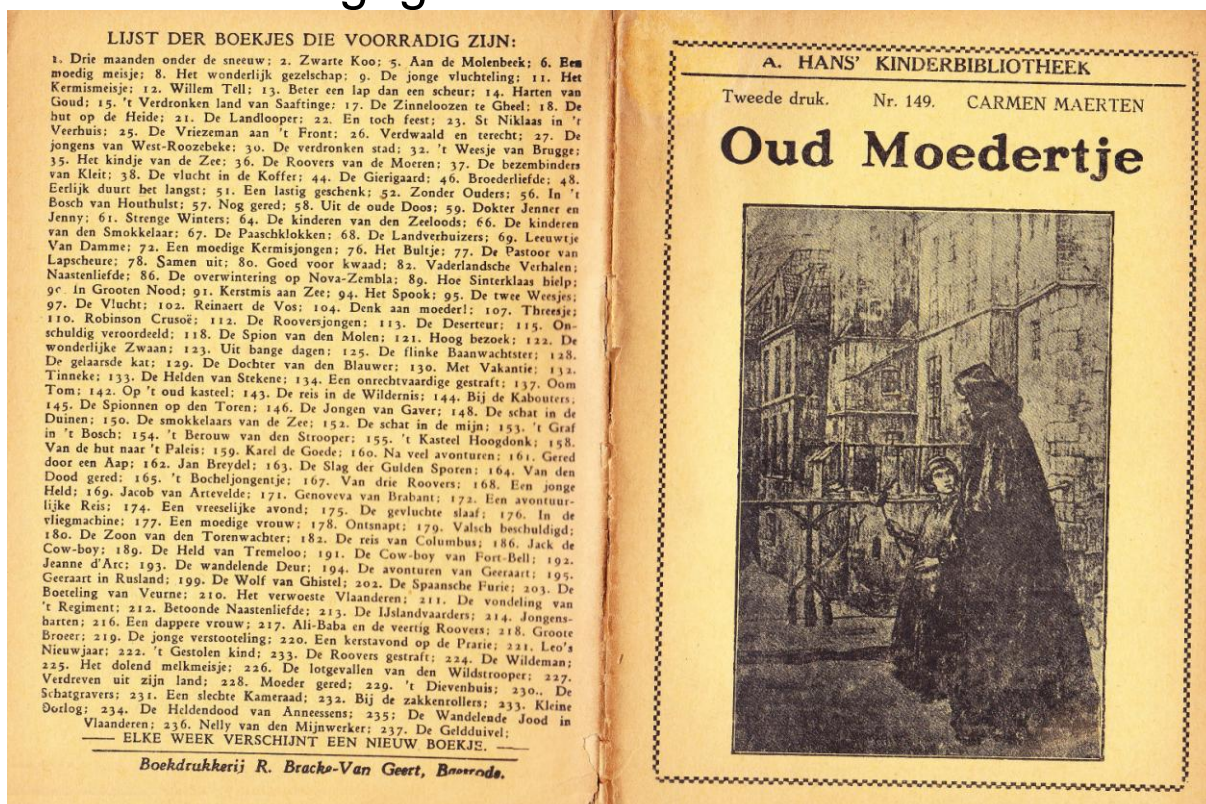 LIJST DER BOEKJES DIE VOORRADIG ZIJN:
1. Drie maanden onder de sneeuw; 2. Zwarte Koo; 5. Aan de Molenbeek; 6. Een
moedig meisje; 8. Het wonderlijk gezelschap; 9. De jonge vluchteling; 11. Het
Kermismeisje; 12. Willem Tell; 13. Beter een lap dan een scheur; 14. Harten van
Goud; 15. 't Verdronken land van Saaftinge; 17. De Zinneloozen te Gheel; 18. De
hut op de Heide; 21. De Landlooper; 22. En toch feest; 23. St Niklaas in 't
Veerhuis; 25. De Vriezeman aan 't Front; 26. Verdwaald en terecht; 27. De
jongens van West-Roozebeke; 30. De verdronken stad; 32. 't Weesje van Brugge;
35. Het kindje van de Zee; 36. De Roovers van de Moeren; 37. De bezembinders
van Kleit; 38. De vlucht in de Koffer; 44. De Gierigaard; 46. Broederliefde; 48.
Eerlijk duurt het langst; 51. Een lastig geschenk; 52. Zonder Ouders; 56. In 't
Bosch van Houthulst; 57. Nog gered; 58. Uit de oude Doos; 59. Dokter Jenner en
Jenny; 61. Strenge Winters; 64. De kinderen van den Zeeloods; 66. De kinderen
van den Smokkelaar; 67. De Paaschklokken; 68. De Landverhuizers; 69. Leeuwtje
Van Damme; 72. Een moedige Kermisjongen; 76. Het Bultje; 77. De Pastoor van
Lapscheure; 78. Samen uit; 80. Goed voor kwaad; 82. Vaderlandsche Verhalen;
Naastenliefde; 86. De overwintering op Nova-Zembla; 89. Hoe Sinterklaas hielp;
90. In Grooten Nood; 91. Kerstmis aan Zee; 94. Het Spook; 95. De twee Weesjes;
97. De Vlucht; 102. Reinaert de Vos; 104. Denk aan moeder!; 107. Threesje;
110. Robinson Crusoë; 112. De Rooversjongen; 113. De Deserteur; 115. On-
schuldig veroordeeld; 118. De Spion van den Molen; 121. Hoog bezoek; 122. De
wonderlijke Zwaan; 123. Uit bange dagen; 125. De flinke Baanwachtster; 128.
De gelaarsde kat; 129. De Dochter van den Blauwer; 130. Met Vakantie; 132.
Tinneke; 133. De Helden van Stekene; 134. Een onrechtvaardige gestraft; 137. Oom
Tom; 142. Op 't oud kasteel; 143. De reis in de Wildernis; 144. Bij de Kabouters;
145. De Spionnen op den Toren; 146. De Jongen van Gaver; 148. De schat in de
Duinen; 150. De smokkelaars van de Zee; 152. De schat in de mijn; 153. 't Graf
in 't Bosch; 154. 't Berouw van den Strooper; 155. 't Kasteel Hoogdonk; 158.
Van de hut naar 't Paleis; 159. Karel de Goede; 160. Na veel avonturen; 161. Gered
door een Aap; 162. Jan Breydel; 163. De Slag der Gulden Sporen; 164. Van den
Dood gered; 165. 't Bocheljongentje; 167. Van drie Roovers; 168. Een jonge
Held; 169. Jacob van Artevelde; 171. Genoveva van Brabant; 172. Een avontuur-
lijke Reis; 174. Een vreeselijke avond; 175. De gevluchte slaaf; 176. In de
vliegmachine; 177. Een moedige vrouw; 178. Ontsnapt; 179. Valsch beschuldigd;
180. De Zoon van den Torenwachter; 182. De reis van Columbus; 186. Jack de
Cow-boy; 189. De Held van Tremeloo; 191. De Cow-boy van Fort-Bell; 192.
Jeanne d'Arc; 193. De wandelende Deur; 194. De avonturen van Geeraart; 195.
Geeraart in Rusland; 199. De Wolf van Ghistel; 202. De Spaansche Furie; 203. De
Boeteling van Veurne; 210. Het verwoeste Vlaanderen; 211. De vondeling van
't Regiment; 212. Betoonde Naastenliefde; 213. De IJslandvaarders; 214. Jongens-
harten; 216. Een dappere vrouw; 217. Ali-Baba en de veertig Roovers; 218. Groote
Broer; 219. De jonge verstooteling; 220. Een kerstavond op de Prarie; 221. Leo's
Nieuwjaar; 222. 't Gestolen kind; 233. De Roovers gestraft; 224. De Wildeman;
225. Het dolend melkmeisje; 226. De lotgevallen van den Wildstrooper; 227.
Verdreven uit zijn land; 228. Moeder gered; 229. 't Dievenhuis; 230.. De
Schatgravers; 231. Een slechte Kameraad; 232. Bij de zakkenrollers; 233. Kleine
Oorlog; 234. De Heldendood van Anneessens; 235; De Wandelende Jood in
Vlaanderen; 236. Nelly van den Mijnwerker; 237. De Geldduivel;
— ELKE WEEK VERSCHIJNT EEN NIEUW BOEKJE. —
Boekdrukkerij R. Bracke-Van Geert, Baesrode.
A. HANS' KINDERBIBLIOTHEEK
Tweede druk. Nr. 149. CARMEN MAERTEN
Oud Moedertje